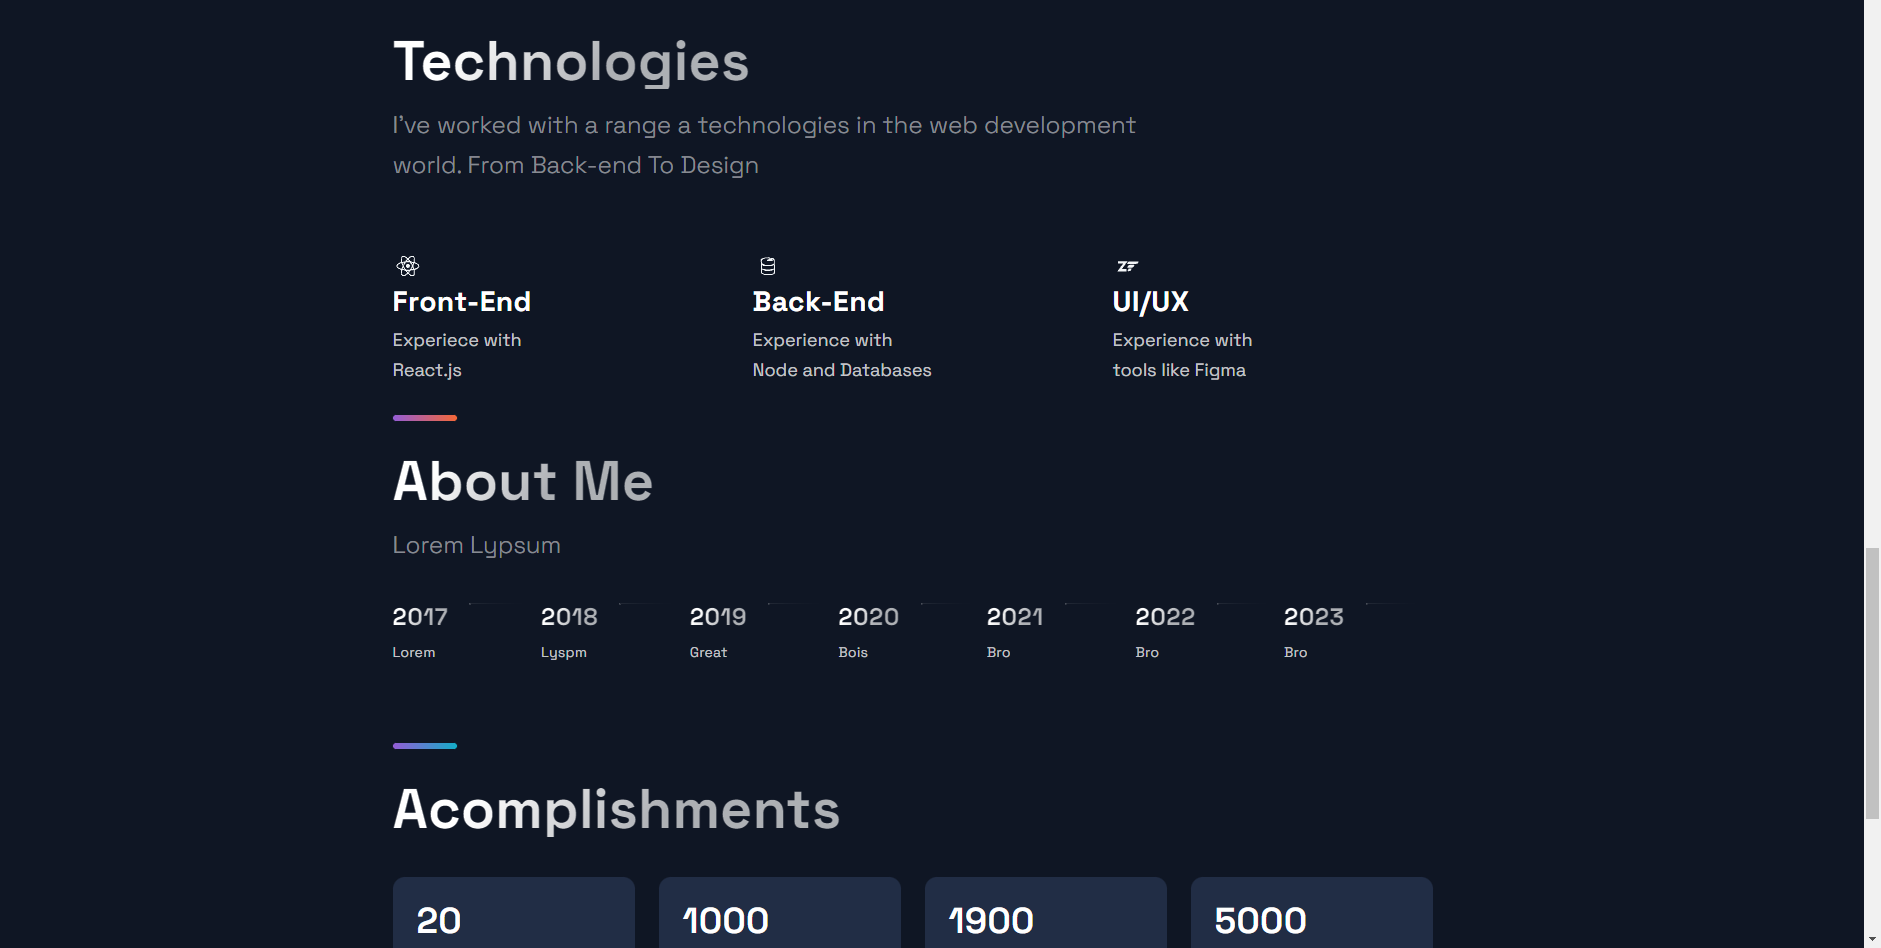 Technologies
I've worked with a range a technologies in the web development
world. From Back-end To Design
Front-End
Experiece with
React.js
Back-End
Experience with
Node and Databases
UI/UX
Experience with
tools like Figma
About Me
Lorem Lypsum
2017
Lorem
2018
Lyspm
2019
Great
2020
Bois
2021
Bro
2022
Bro
2023
Bro
Acomplishments
20
1000
1900
5000